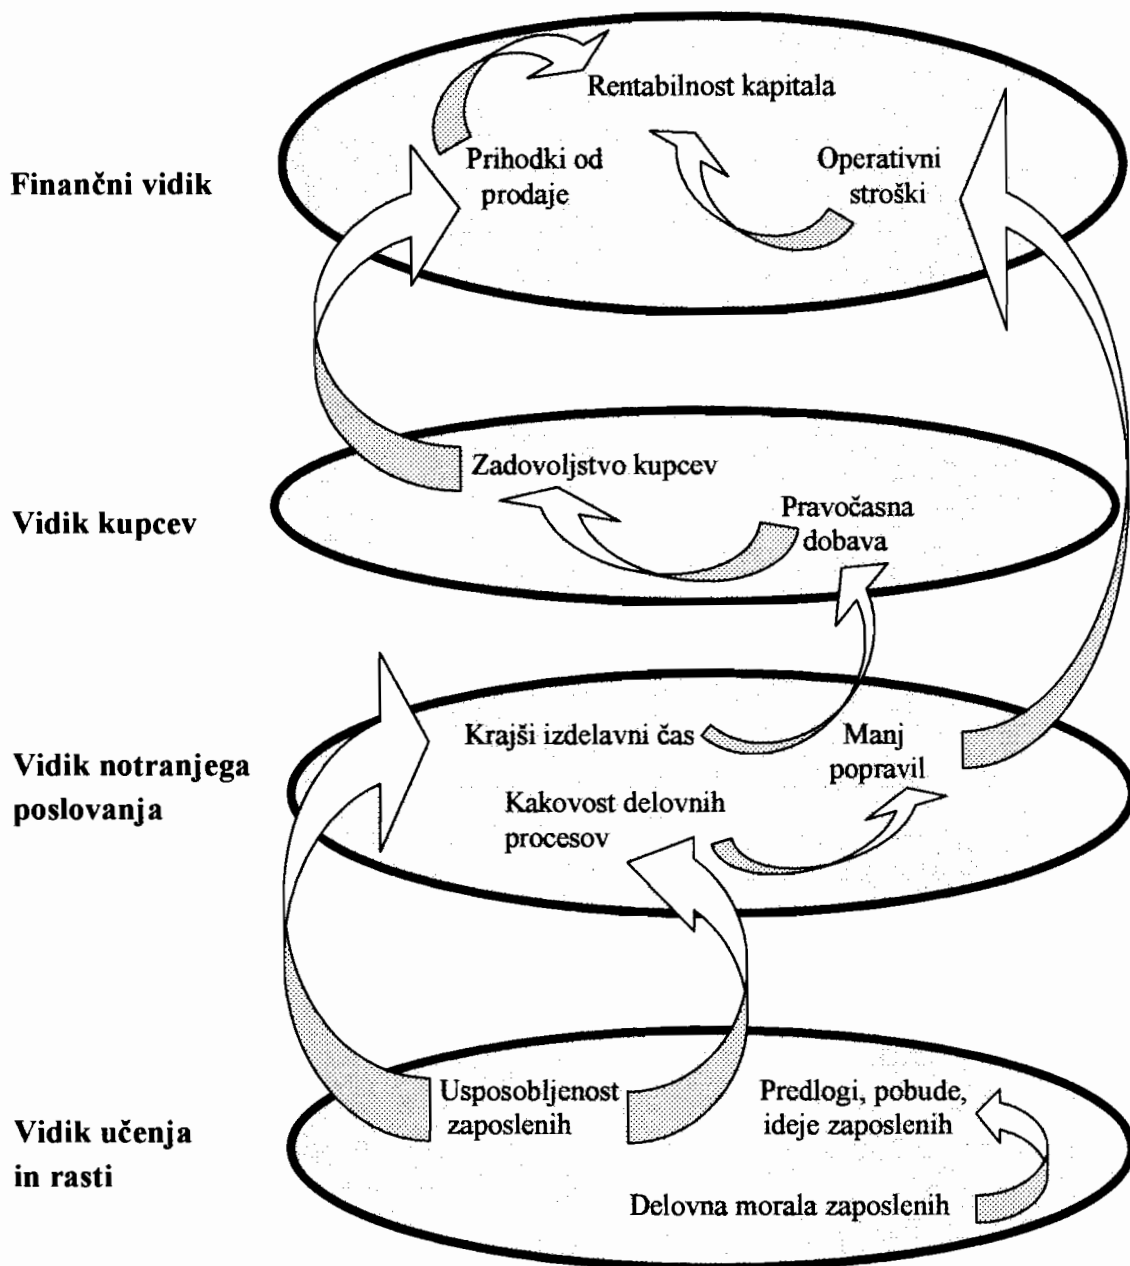 Rentabilnost kapitala
Finančni vidik
Prihodki od
prodaje
Operativni
stroški
Zadovoljstvo kupcev
Vidik kupcev
Pravočasna
dobava
Krajši izdelavni čas
Manj
popravil
Vidik notranjega
poslovanja
Kakovost delovnih
procesov
Usposobljenost
zaposlenih
Predlogi, pobude,
ideje zaposlenih
Vidik učenja
in rasti
Delovna morala zaposlenih